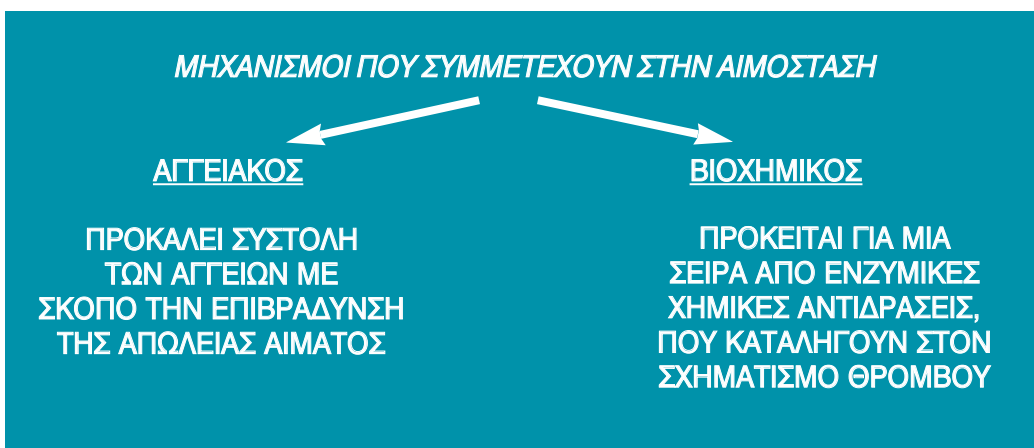 ΜΗΧΑΝΙΣΜΟΙ ΠΟΥ ΣΥΜΜΕΤΕΧΟΥΝ ΣΤΗΝ ΑΙΜΟΣΤΑΣΗ
ΑΓΓΕΙΑΚΟΣ
ΠΡΟΚΑΛΕΙ ΣΥΣΤΟΛΗ
ΤΩΝ ΑΓΓΕΙΩΝ ΜΕ
ΣΚΟΠΟ ΤΗΝ ΕΠΙΒΡΑΔΥΝΣΗ
ΤΗΣ ΑΠΩΛΕΙΑΣ ΑΙΜΑΤΟΣ
ΒΙΟΧΗΜΙΚΟΣ
ΠΡΟΚΕΙΤΑΙ ΓΙΑ ΜΙΑ
ΣΕΙΡΑ ΑΠΟ ΕΝΖΥΜΙΚΕΣ
ΧΗΜΙΚΕΣ ΑΝΤΙΔΡΑΣΕΙΣ,
ΠΟΥ ΚΑΤΑΛΗΓΟΥΝ ΣΤΟΝ
ΣΧΗΜΑΤΙΣΜΟ ΘΡΟΜΒΟΥ